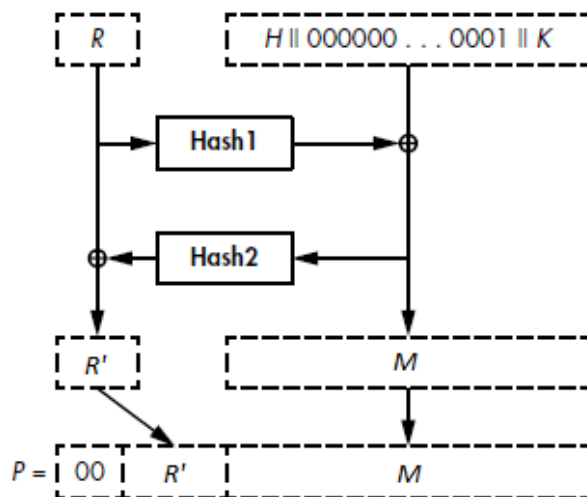 R H || 000000 . . . 0001 || K
Hash1
Hash2
R' M
P = 00 R' M